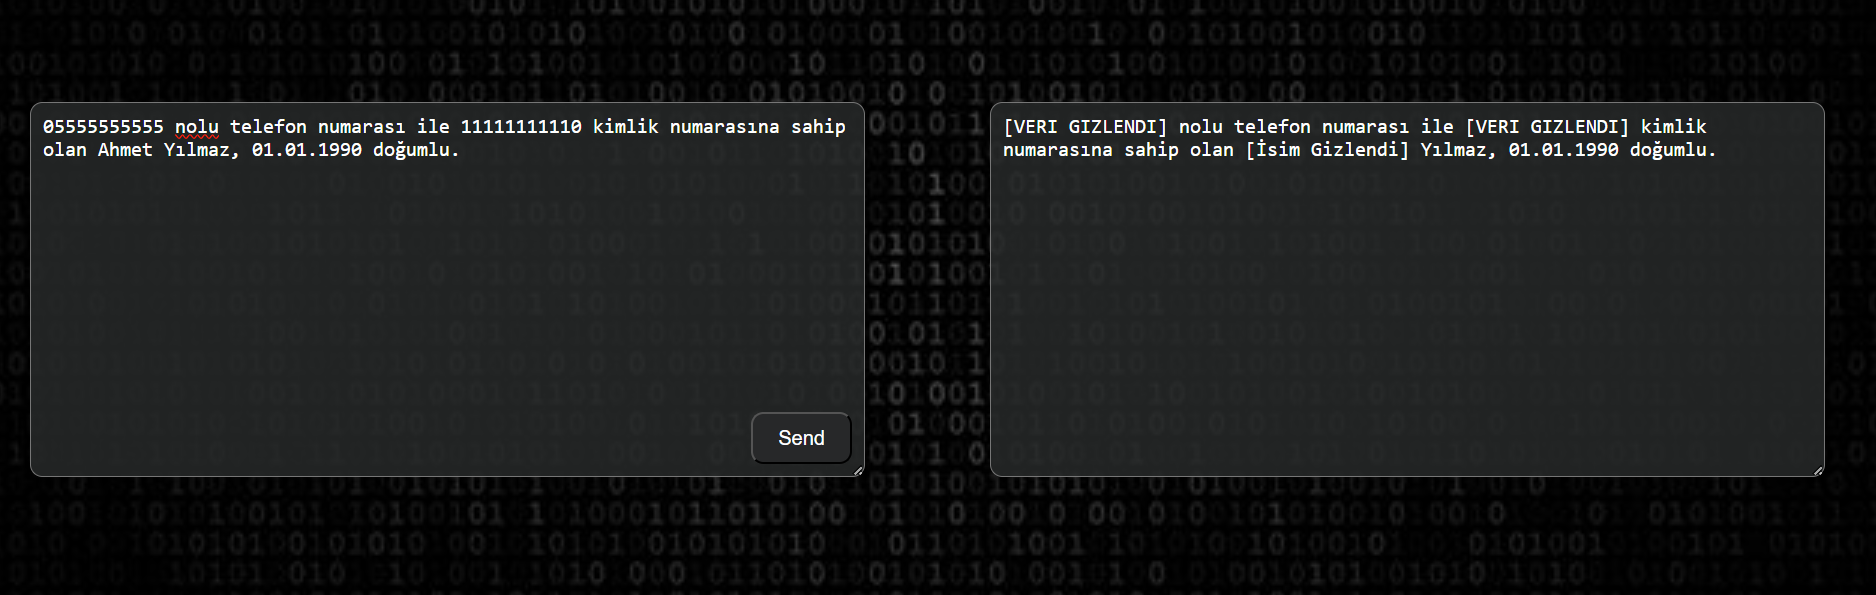 05555555555 nolu telefon numarası ile 11111111110 kimlik numarasına sahip
olan Ahmet Yılmaz, 01.01.1990 doğumlu.
Send
[VERI GIZLENDI] nolu telefon numarası ile [VERI GIZLENDI] kimlik
numarasına sahip olan [İsim Gizlendi] Yılmaz, 01.01.1990 doğumlu.